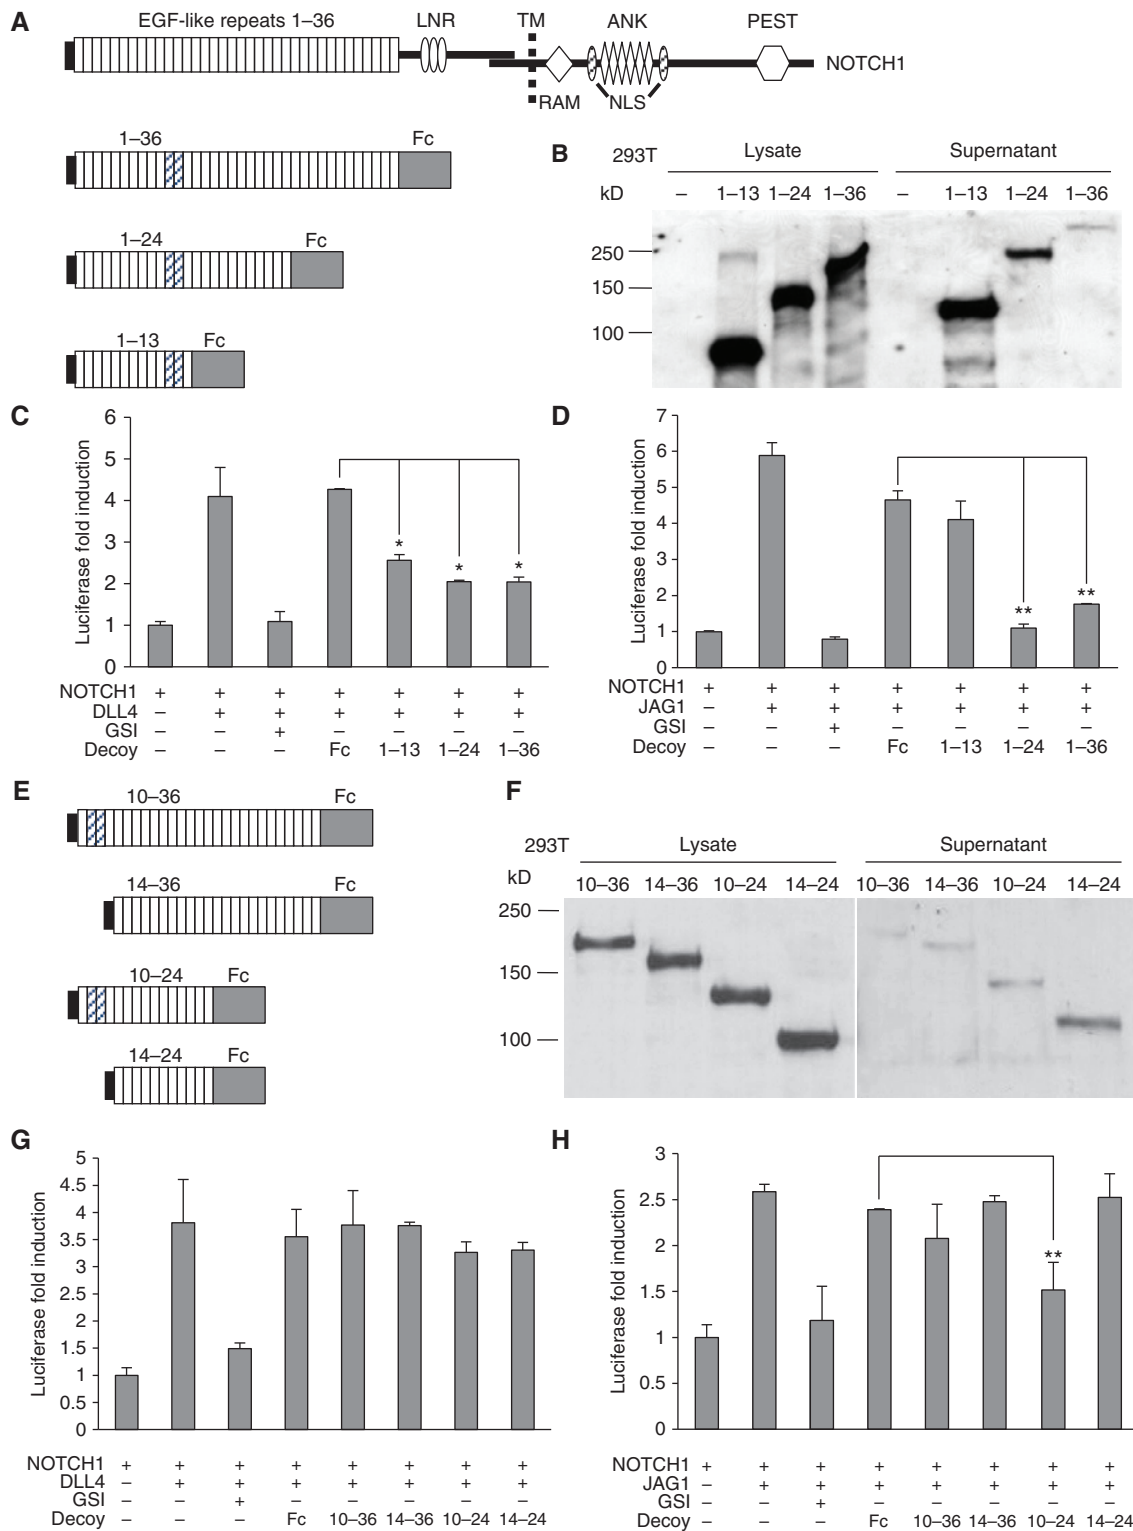 A
EGF-like repeats 1–36
LNR
TM
ANK
PEST
NOTCH1
RAM
NLS
1–36
Fc
1–24
Fc
1–13
Fc
B
293T
Lysate
Supernatant
kD
– 1–13 1–24 1–36 – 1–13 1–24 1–36
250
150
100
C
Luciferase fold induction
6
5
4
3
2
1
0
* * *
NOTCH1 + + + + + + +
DLL4 – + + + + + +
GSI – – + – – – –
Decoy – – – Fc 1–13 1–24 1–36
D
Luciferase fold induction
7
6
5
4
3
2
1
0
** **
NOTCH1 + + + + + + +
JAG1 – + + + + + +
GSI – – + – – – –
Decoy – – – Fc 1–13 1–24 1–36
E
10–36
Fc
14–36
Fc
10–24
Fc
14–24
Fc
F
293T
Lysate
Supernatant
kD
10–36 14–36 10–24 14–24 10–36 14–36 10–24 14–24
250
150
100
G
Luciferase fold induction
5
4.5
4
3.5
3
2.5
2
1.5
1
0.5
0
NOTCH1 + + + + + + + +
DLL4 – + + + + + + +
GSI – – + – – – – –
Decoy – – – Fc 10–36 14–36 10–24 14–24
H
Luciferase fold induction
3
2.5
2
1.5
1
0.5
0
**
NOTCH1 + + + + + + + +
JAG1 – + + + + + + +
GSI – – + – – – – –
Decoy – – – Fc 10–36 14–36 10–24 14–24